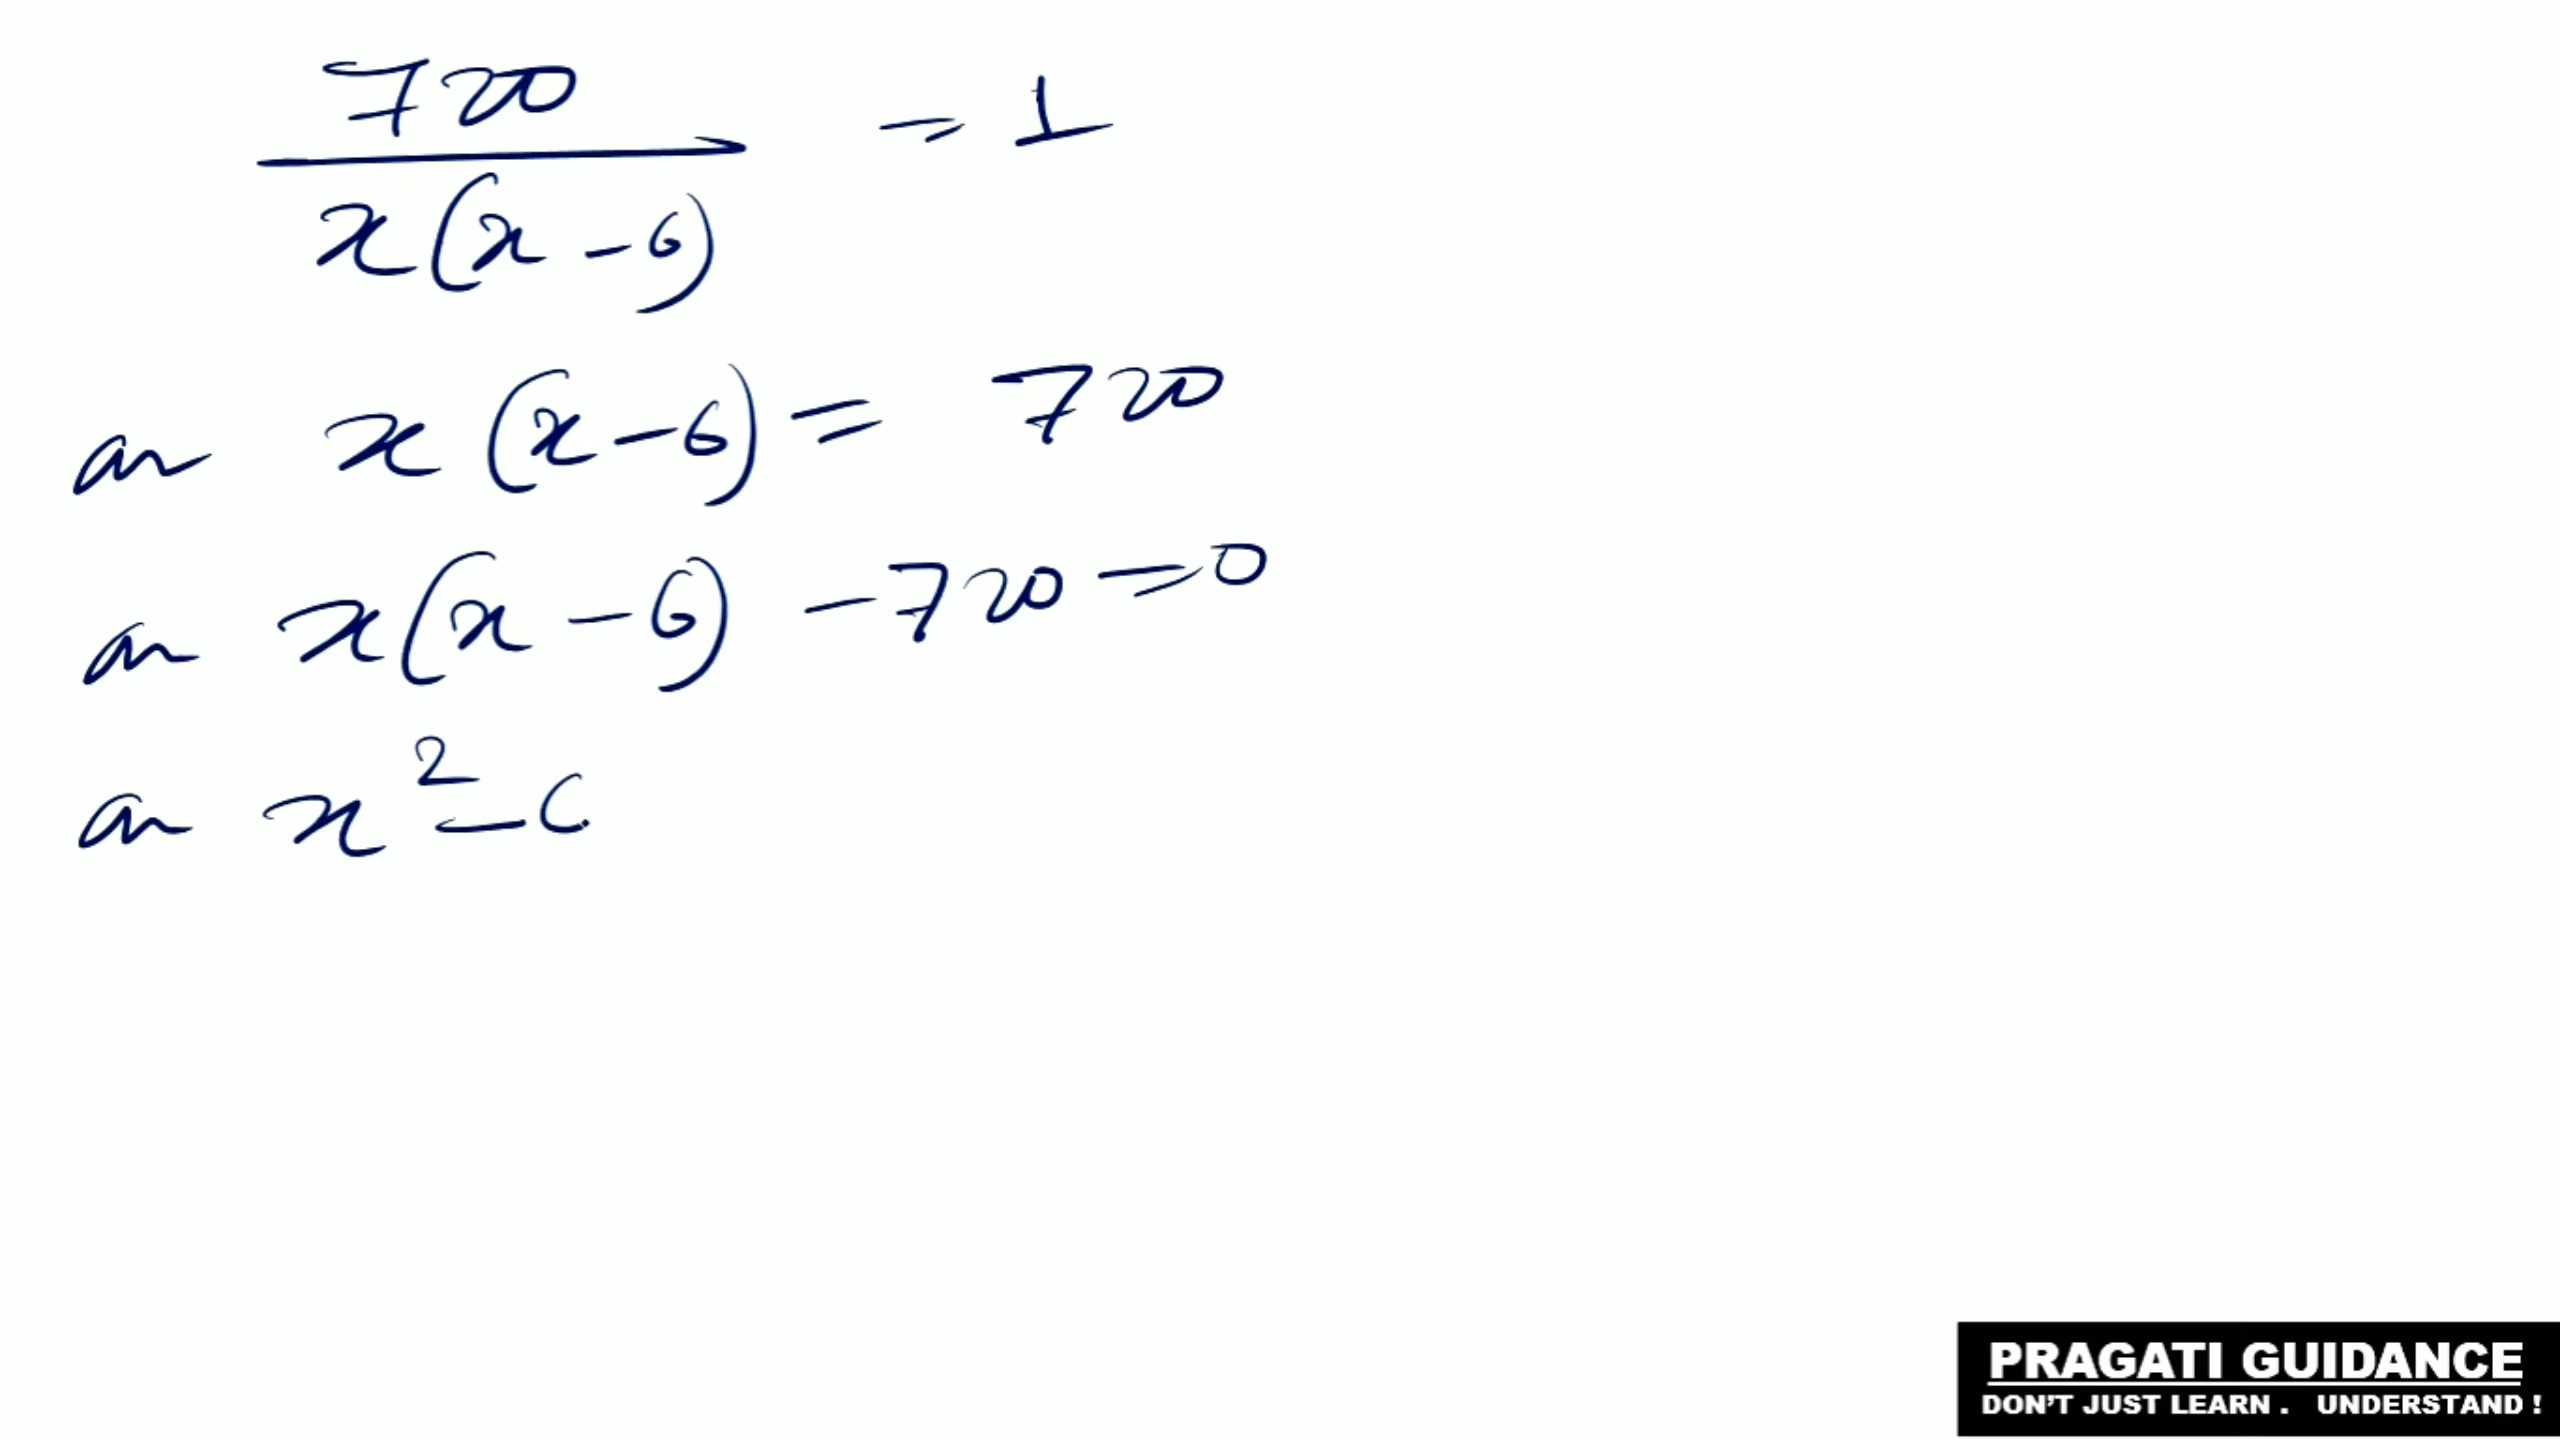 720 / x(x-6) = 1
or x(x-6) = 720
or x(x-6) -720=0
or x² - 6
PRAGATI GUIDANCE
DON'T JUST LEARN . UNDERSTAND !